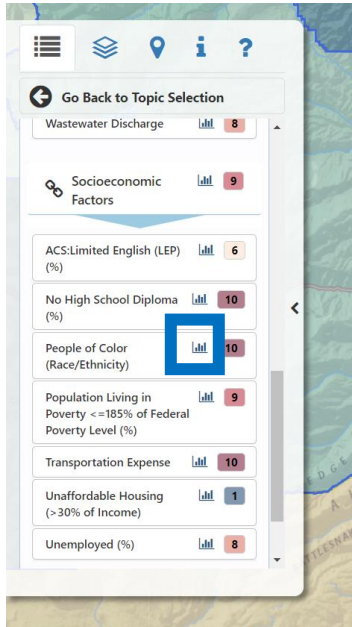 i ?
Go Back to Topic Selection
Wastewater Discharge 8
Socioeconomic 9
Factors
ACS:Limited English (LEP) 6
(%)
No High School Diploma 10
(%)
People of Color 10
(Race/Ethnicity)
Population Living in 9
Poverty <=185% of Federal
Poverty Level (%)
Transportation Expense 10
Unaffordable Housing 1
(>30% of Income)
Unemployed (%) 8